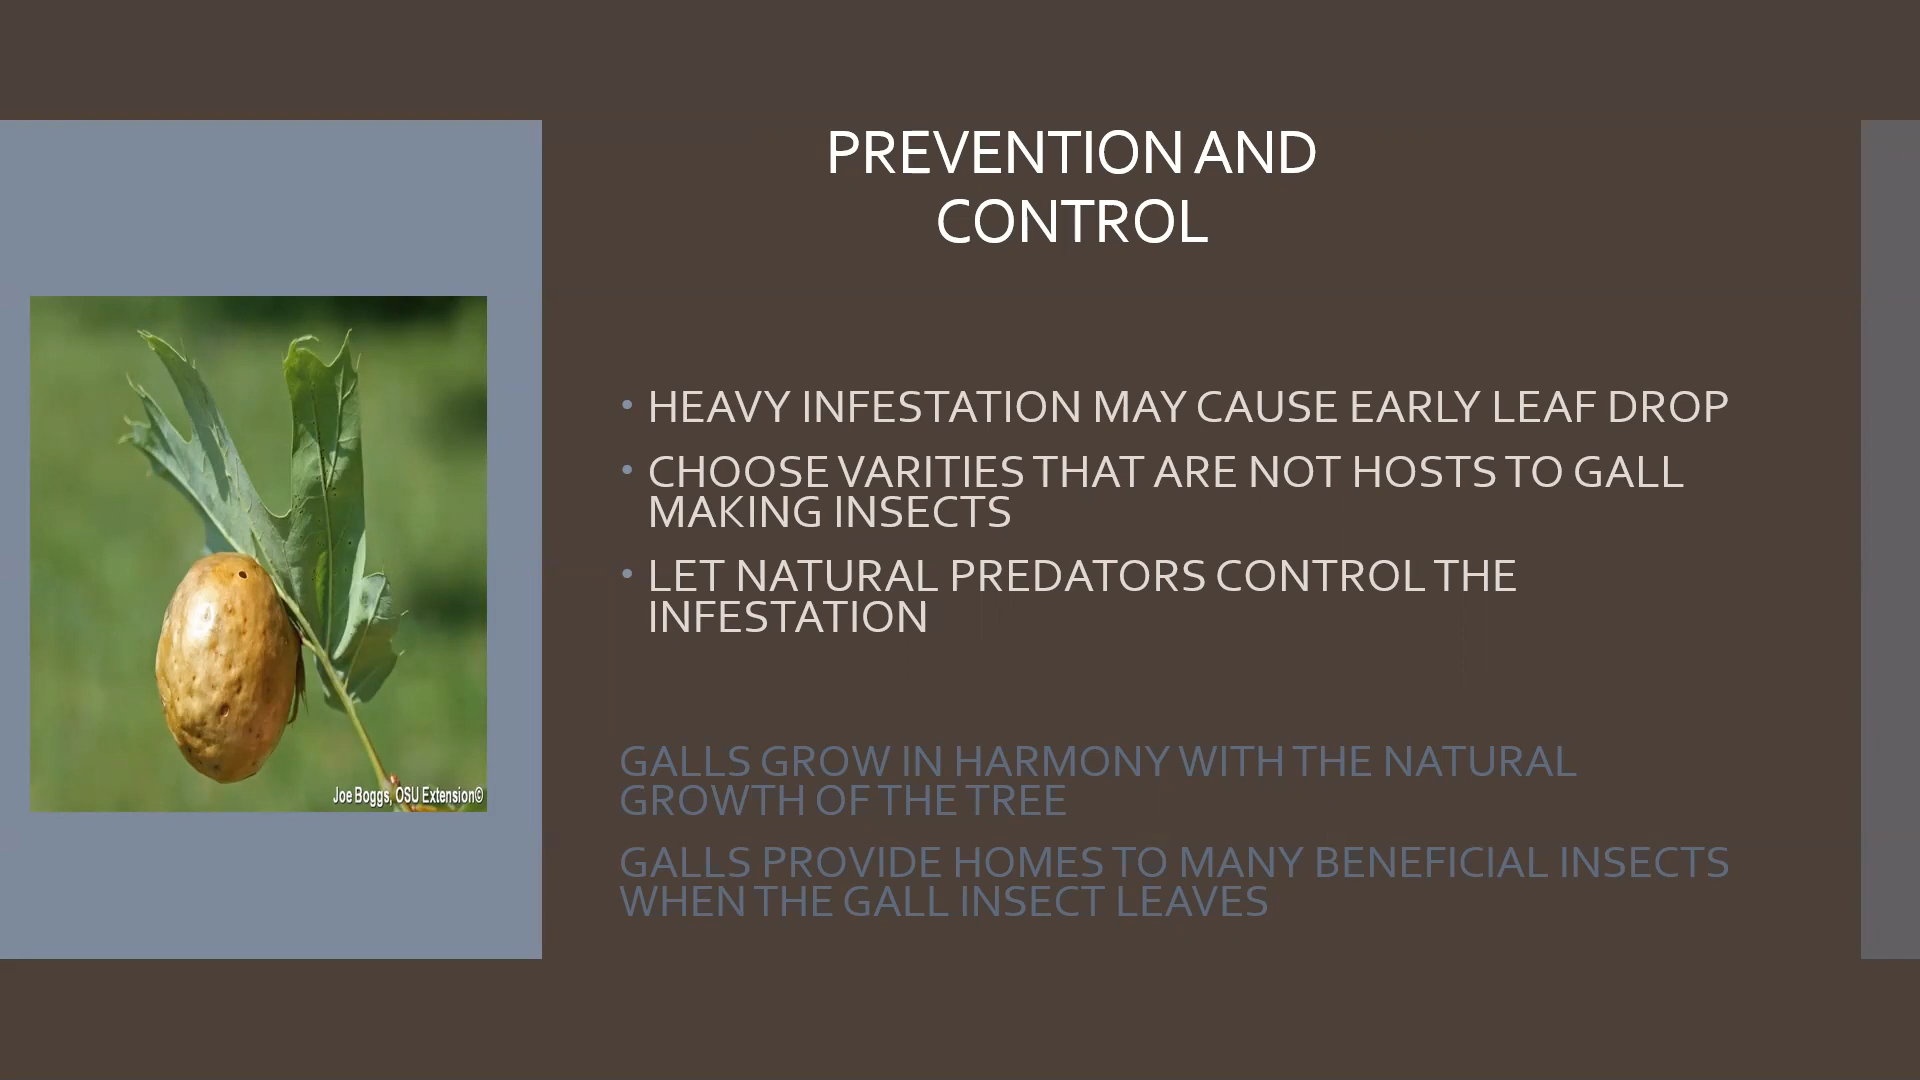 PREVENTION AND
CONTROL
• HEAVY INFESTATION MAY CAUSE EARLY LEAF DROP
• CHOOSE VARITIES THAT ARE NOT HOSTS TO GALL
MAKING INSECTS
• LET NATURAL PREDATORS CONTROL THE
INFESTATION
GALLS GROW IN HARMONY WITH THE NATURAL
GROWTH OF THE TREE
GALLS PROVIDE HOMES TO MANY BENEFICIAL INSECTS
WHEN THE GALL INSECT LEAVES
Joe Boggs, OSU Extension©